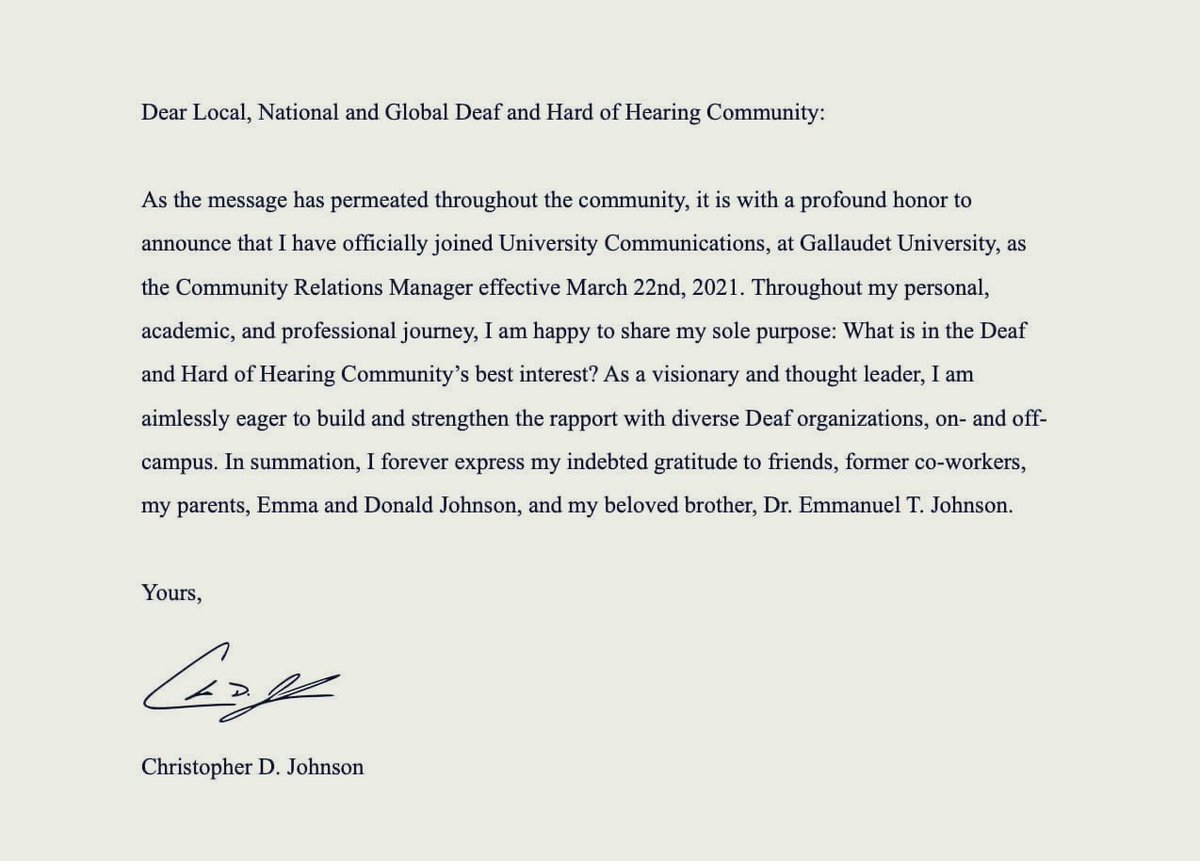 Dear Local, National and Global Deaf and Hard of Hearing Community:
As the message has permeated throughout the community, it is with a profound honor to
announce that I have officially joined University Communications, at Gallaudet University, as
the Community Relations Manager effective March 22nd, 2021. Throughout my personal,
academic, and professional journey, I am happy to share my sole purpose: What is in the Deaf
and Hard of Hearing Community’s best interest? As a visionary and thought leader, I am
aimlessly eager to build and strengthen the rapport with diverse Deaf organizations, on- and off-
campus. In summation, I forever express my indebted gratitude to friends, former co-workers,
my parents, Emma and Donald Johnson, and my beloved brother, Dr. Emmanuel T. Johnson.
Yours,
Christopher D. Johnson